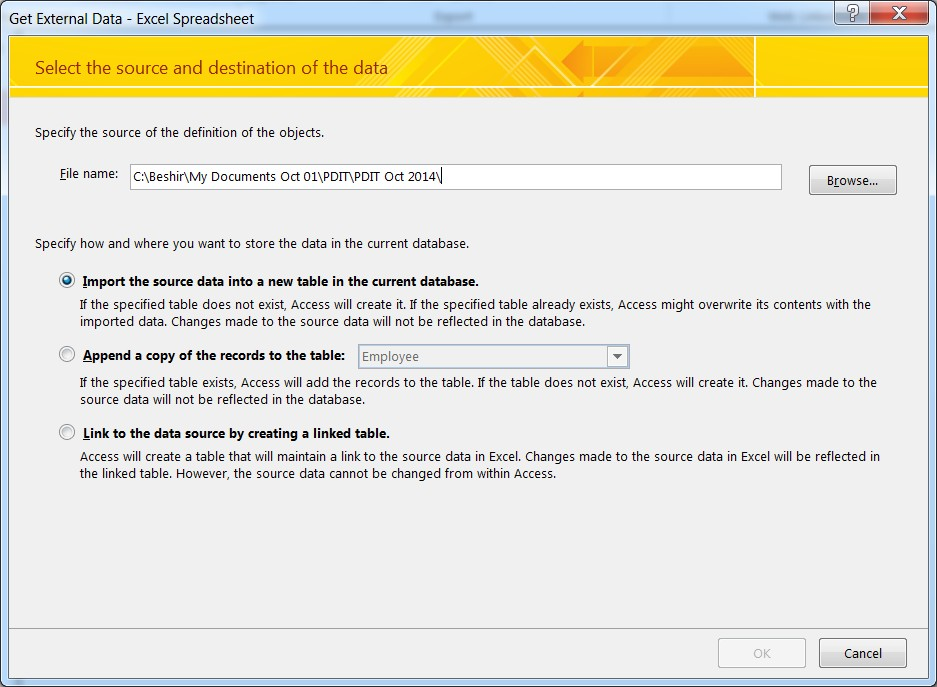 Get External Data - Excel Spreadsheet
Select the source and destination of the data
Specify the source of the definition of the objects.
File name: C:\Beshir\My Documents Oct 01\PDIT\PDIT Oct 2014\
Browse...
Specify how and where you want to store the data in the current database.
Import the source data into a new table in the current database.
If the specified table does not exist, Access will create it. If the specified table already exists, Access might overwrite its contents with the
imported data. Changes made to the source data will not be reflected in the database.
Append a copy of the records to the table: Employee
If the specified table exists, Access will add the records to the table. If the table does not exist, Access will create it. Changes made to the
source data will not be reflected in the database.
Link to the data source by creating a linked table.
Access will create a table that will maintain a link to the source data in Excel. Changes made to the source data in Excel will be reflected in
the linked table. However, the source data cannot be changed from within Access.
OK Cancel